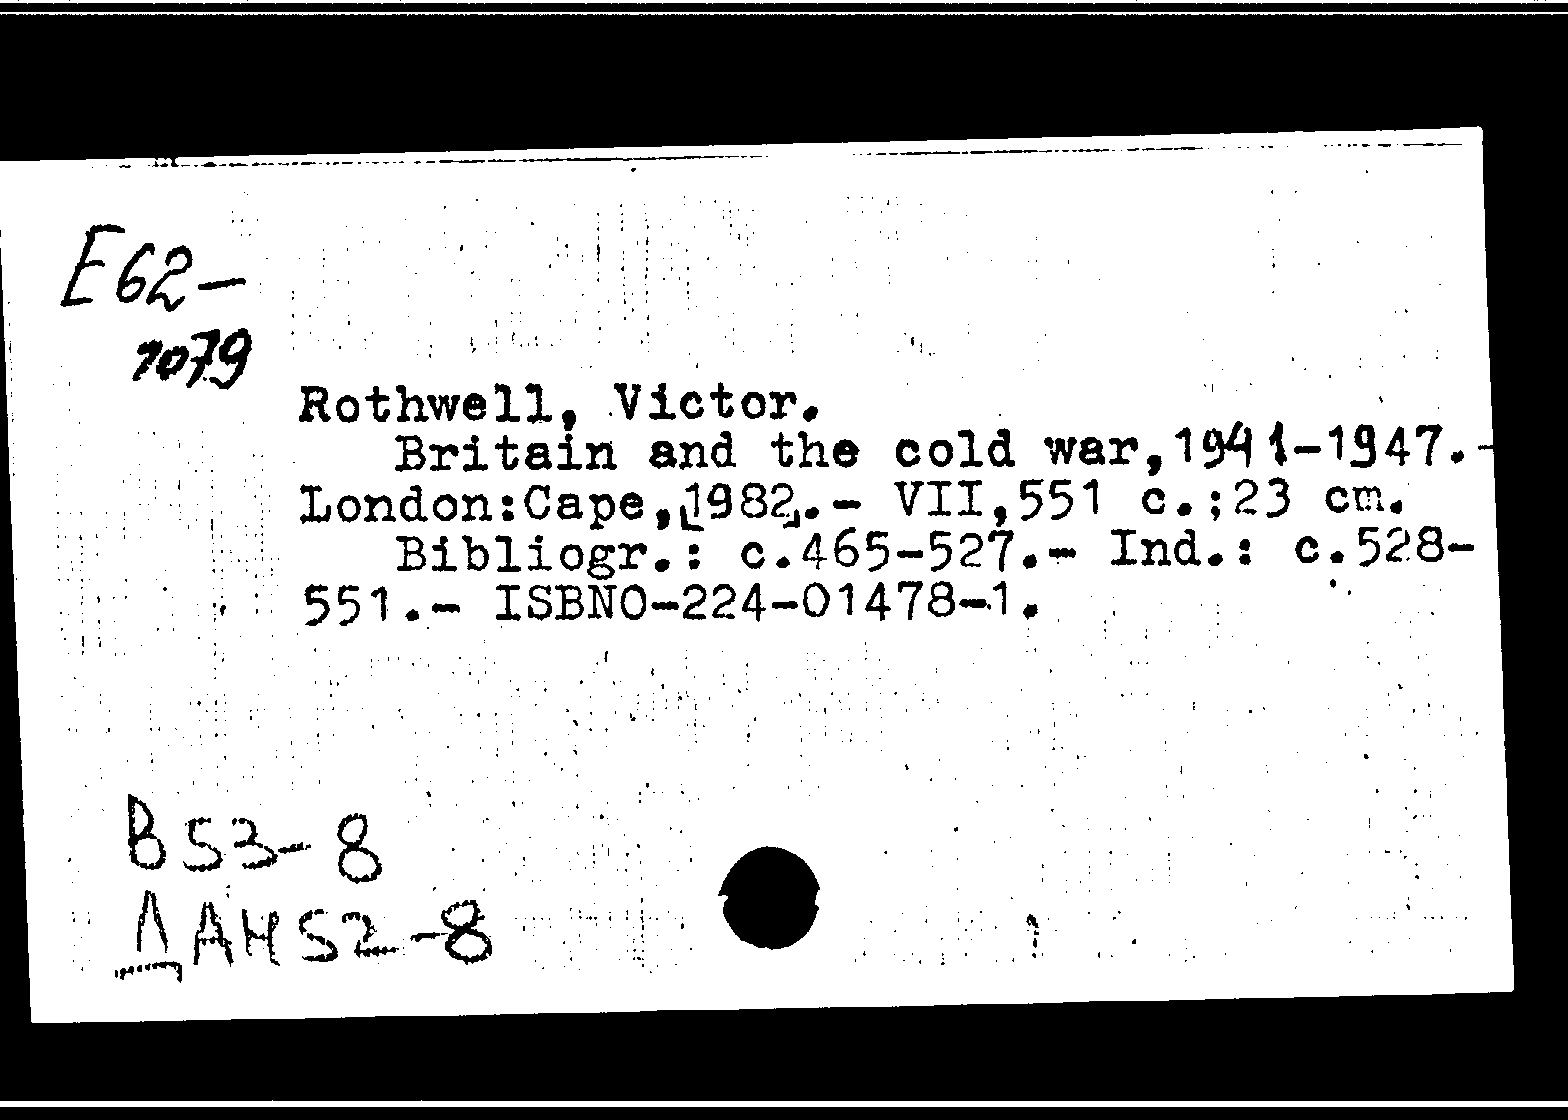 E62-
1079
Rothwell, Victor.
Britain and the cold war,1941-1947.-
London:Cape,[1982].- VII,551 c.;23 cm.
Bibliogr.: c.465-527.- Ind.: c.528-
551.- ISBN0-224-01478-1.
B53-8
ДАН52-8